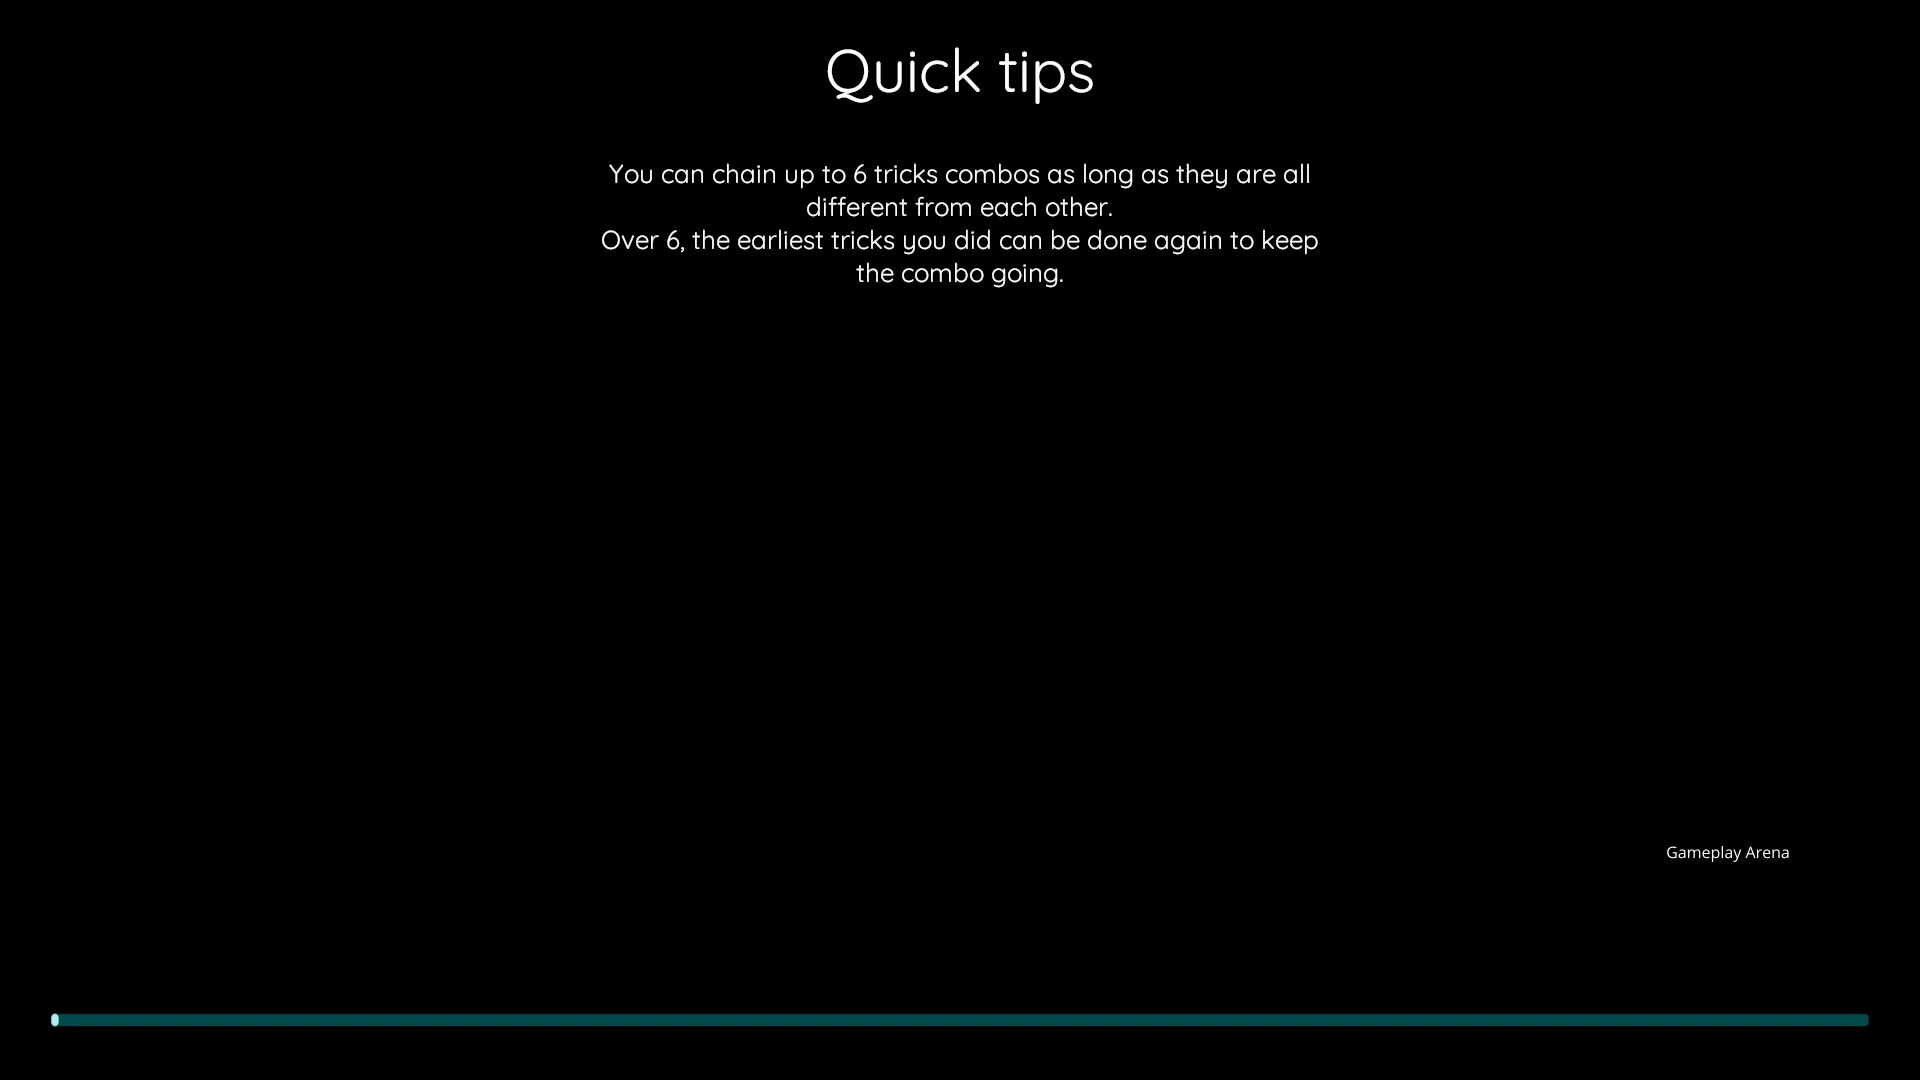 Quick tips
You can chain up to 6 tricks combos as long as they are all
different from each other.
Over 6, the earliest tricks you did can be done again to keep
the combo going.
Gameplay Arena